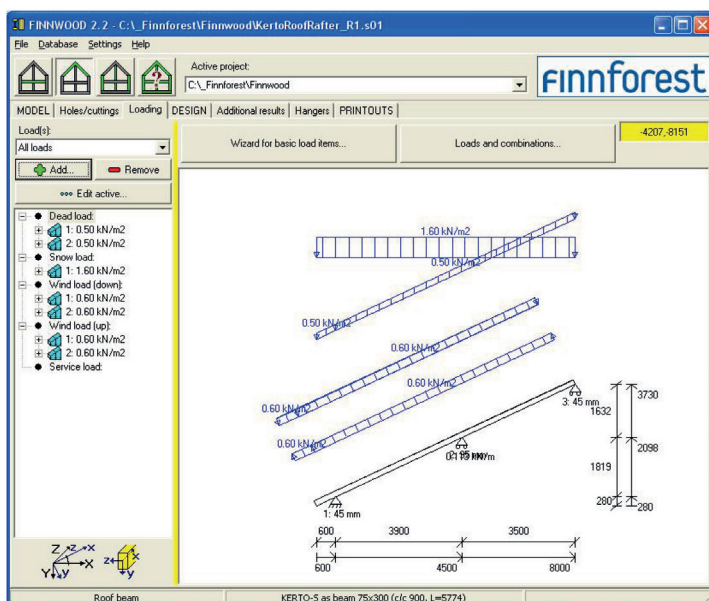 FINNWOOD 2.2 - C:\_Finnforest\Finnwood\KertoRoofRafter_R1.s01
File Database Settings Help
Active project:
C:\_Finnforest\Finnwood
FINNFOREST
MODEL Holes/cuttings Loading DESIGN Additional results Hangers PRINTOUTS
Load(s):
All loads
Add... Remove
Edit active...
Wizard for basic load items...
Loads and combinations...
-4207,-8151
Dead load:
1: 0.50 kN/m2
2: 0.50 kN/m2
Snow load:
1: 1.60 kN/m2
Wind load (down):
1: 0.60 kN/m2
2: 0.60 kN/m2
Wind load (up):
1: 0.60 kN/m2
2: 0.60 kN/m2
Service load:
1.60 kN/m2
0.50 kN/m2
0.50 kN/m2
0.60 kN/m2
0.60 kN/m2
0.60 kN/m2
0.60 kN/m2
3: 45 mm
1: 45 mm
3730
1632
2098
1819
280
280
600 3900 3500
600 4500 8000
Z z x
X
Y y
x
z
y
Roof beam
KERTO-S as beam 75x300 (c/c 900, L=5774)